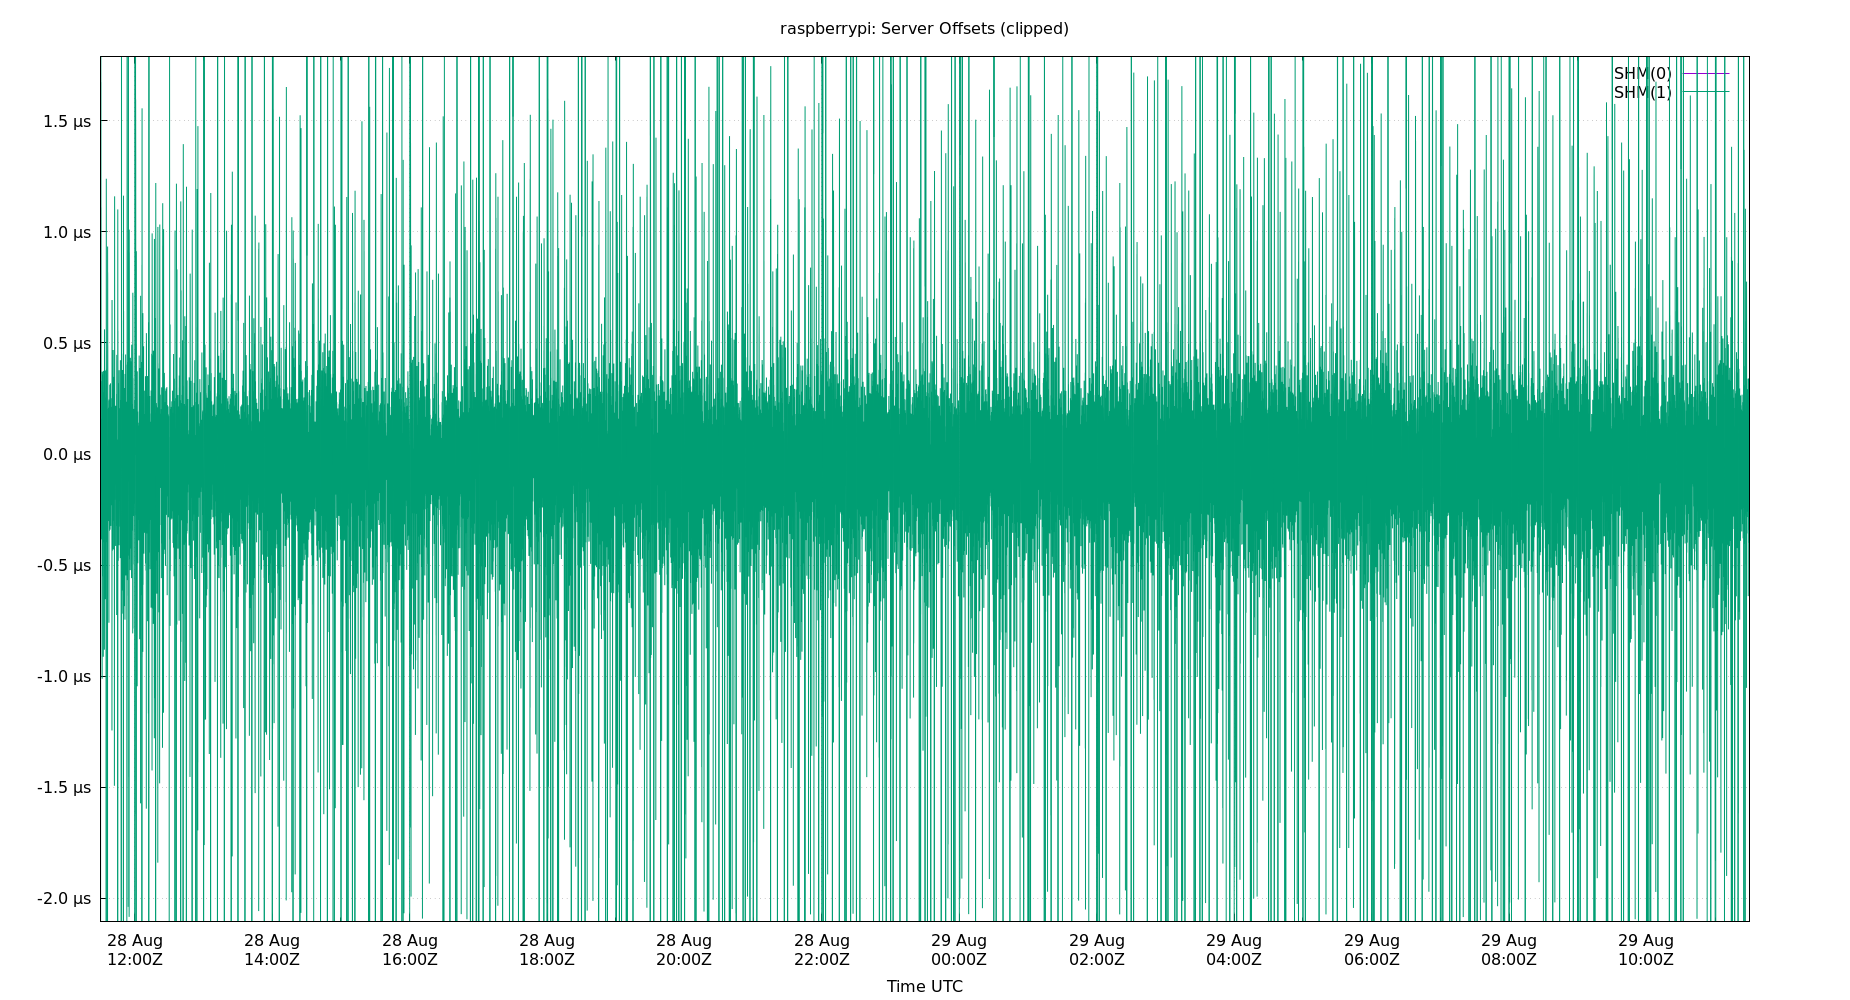 raspberrypi: Server Offsets (clipped)
SHM(0)
SHM(1)
1.5 µs
1.0 µs
0.5 µs
0.0 µs
-0.5 µs
-1.0 µs
-1.5 µs
-2.0 µs
28 Aug 28 Aug 28 Aug 28 Aug 28 Aug 28 Aug 29 Aug 29 Aug 29 Aug 29 Aug 29 Aug 29 Aug
12:00Z 14:00Z 16:00Z 18:00Z 20:00Z 22:00Z 00:00Z 02:00Z 04:00Z 06:00Z 08:00Z 10:00Z
Time UTC